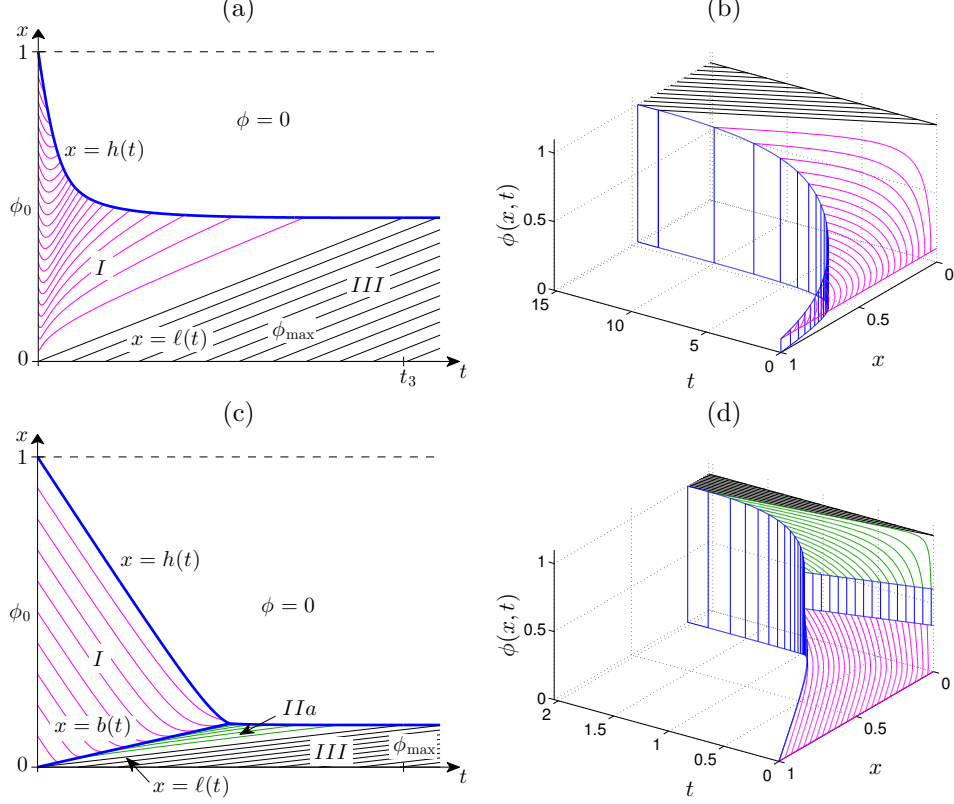 (a)
x
1
x = h(t)
ϕ = 0
ϕ₀
I
III
x = ℓ(t)
ϕmax
0
t₃
t
(b)
ϕ(x, t)
1
0.5
0
15
10
5
0
t
0
0.5
1
x
(c)
x
1
x = h(t)
ϕ = 0
ϕ₀
I
x = b(t)
IIa
III
ϕmax
0
x = ℓ(t)
t
(d)
ϕ(x, t)
1
0.5
0
2
1.5
1
0.5
0
t
0
0.5
1
x